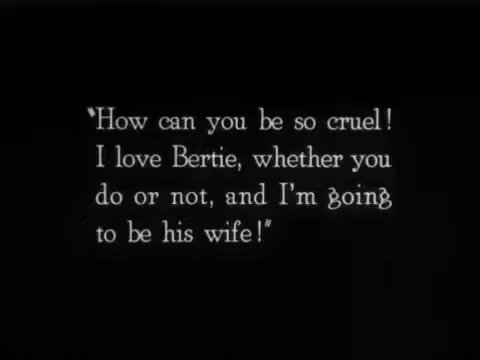 "How can you be so cruel!
I love Bertie, whether you
do or not, and I'm going
to be his wife!"